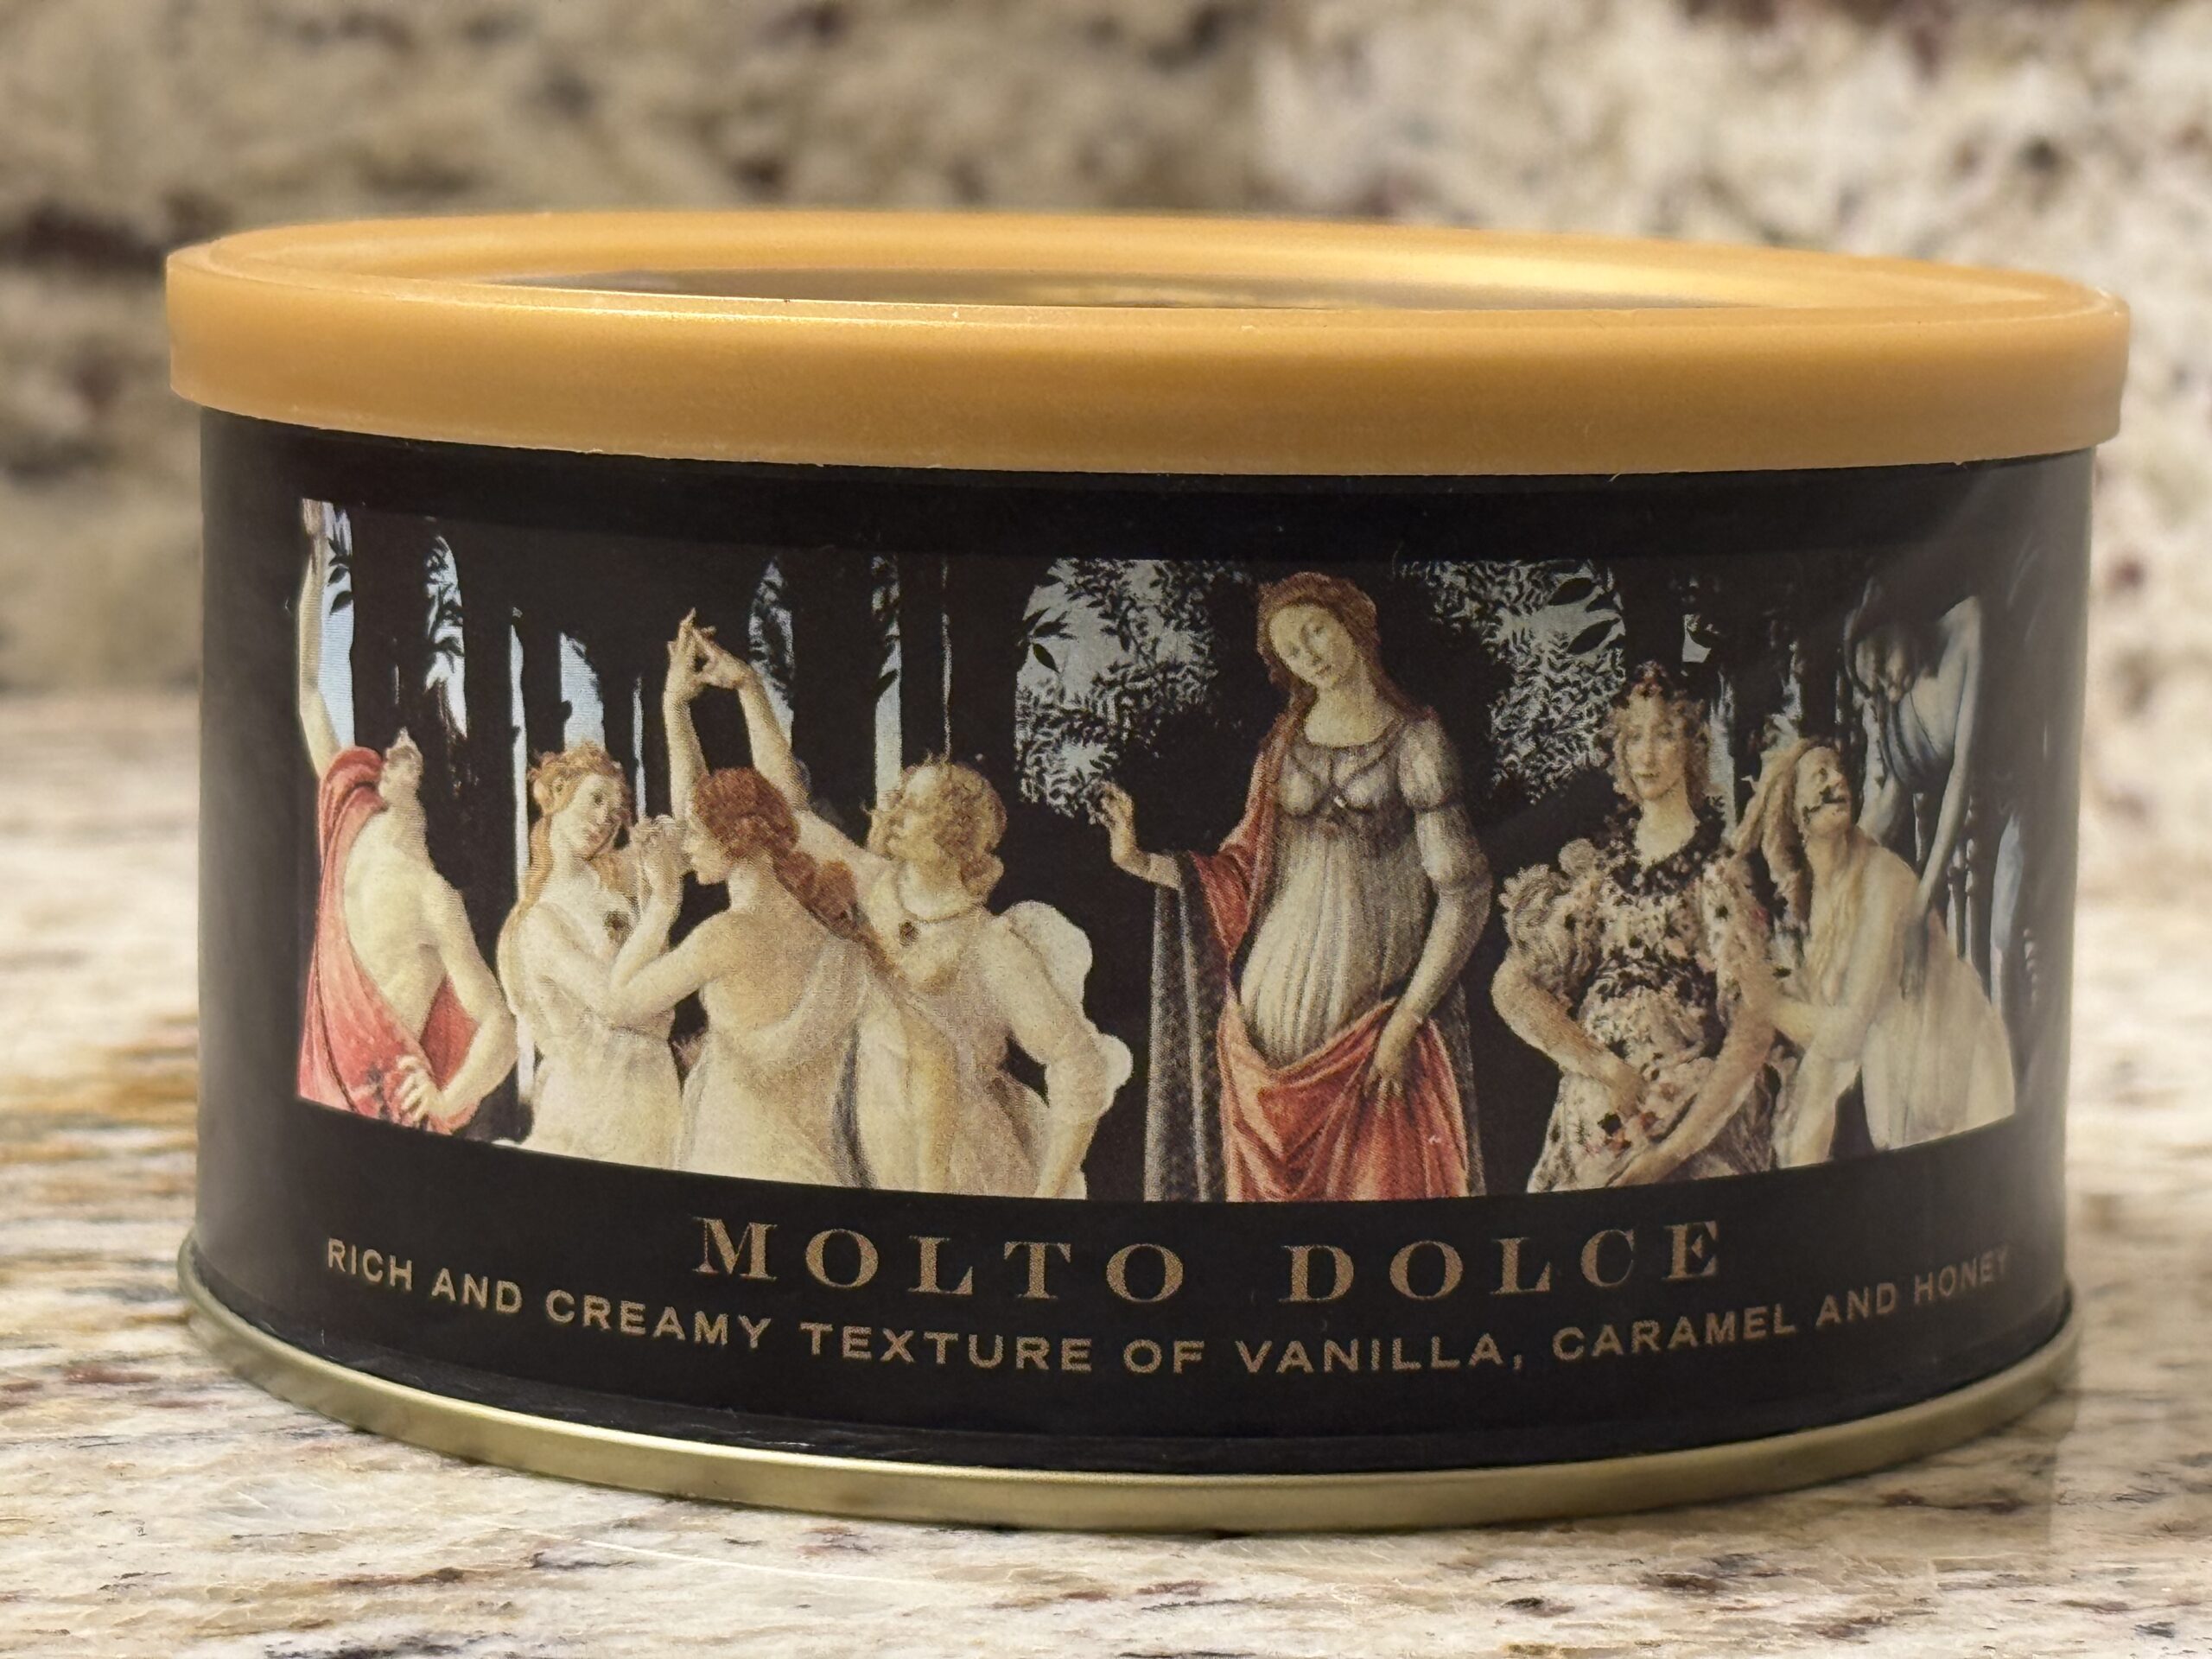 MOLTO DOLCE
RICH AND CREAMY TEXTURE OF VANILLA, CARAMEL AND HONEY